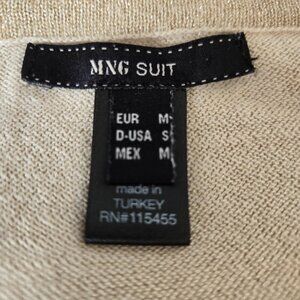 MNG SUIT
EUR M
D-USA S
MEX M
made in
TURKEY
RN#115455